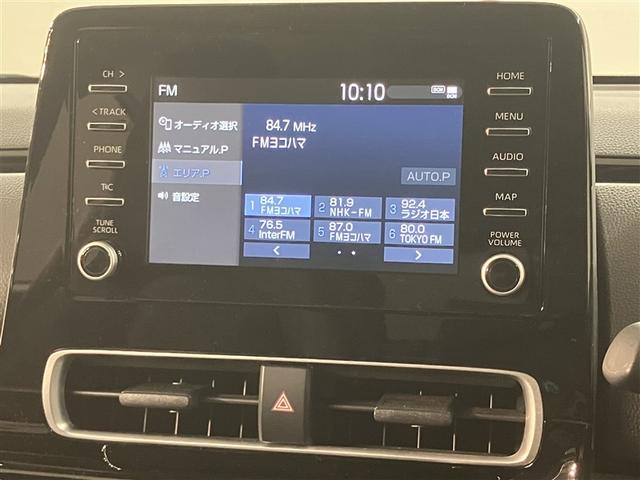 CH >
< TRACK
PHONE
T&C
TUNE
SCROLL
FM
10:10
DCM
オーディオ選択
マニュアル.P
エリア.P
音設定
84.7 MHz
FMヨコハマ
AUTO.P
1 84.7 FMヨコハマ
2 81.9 NHK-FM
3 92.4 ラジオ日本
4 76.5 InterFM
5 87.0 FMヨコハマ
6 80.0 TOKYO FM
<
>
HOME
MENU
AUDIO
MAP
POWER
VOLUME